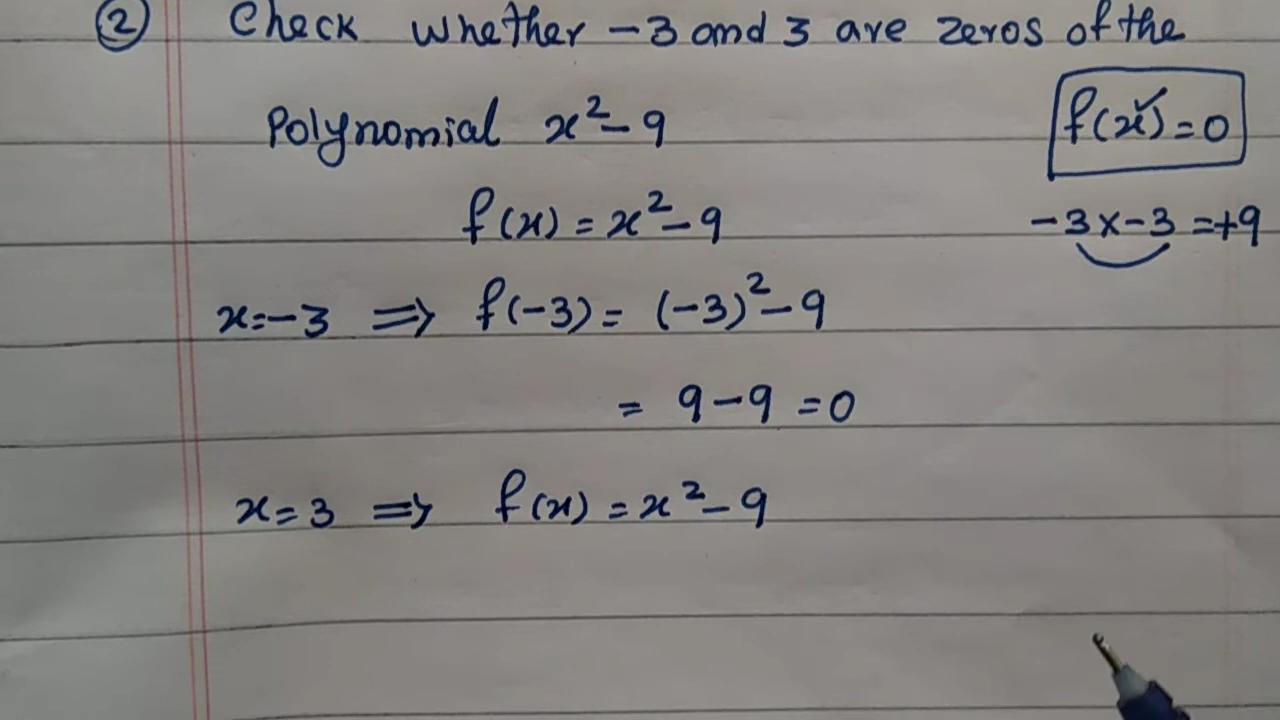 ② Check whether -3 and 3 are zeros of the
Polynomial x²-9
f(x)=0
f(x) = x²-9
-3×-3 =+9
x=-3 ⇒ f(-3) = (-3)²-9
= 9-9 =0
x=3 ⇒ f(x) = x²-9